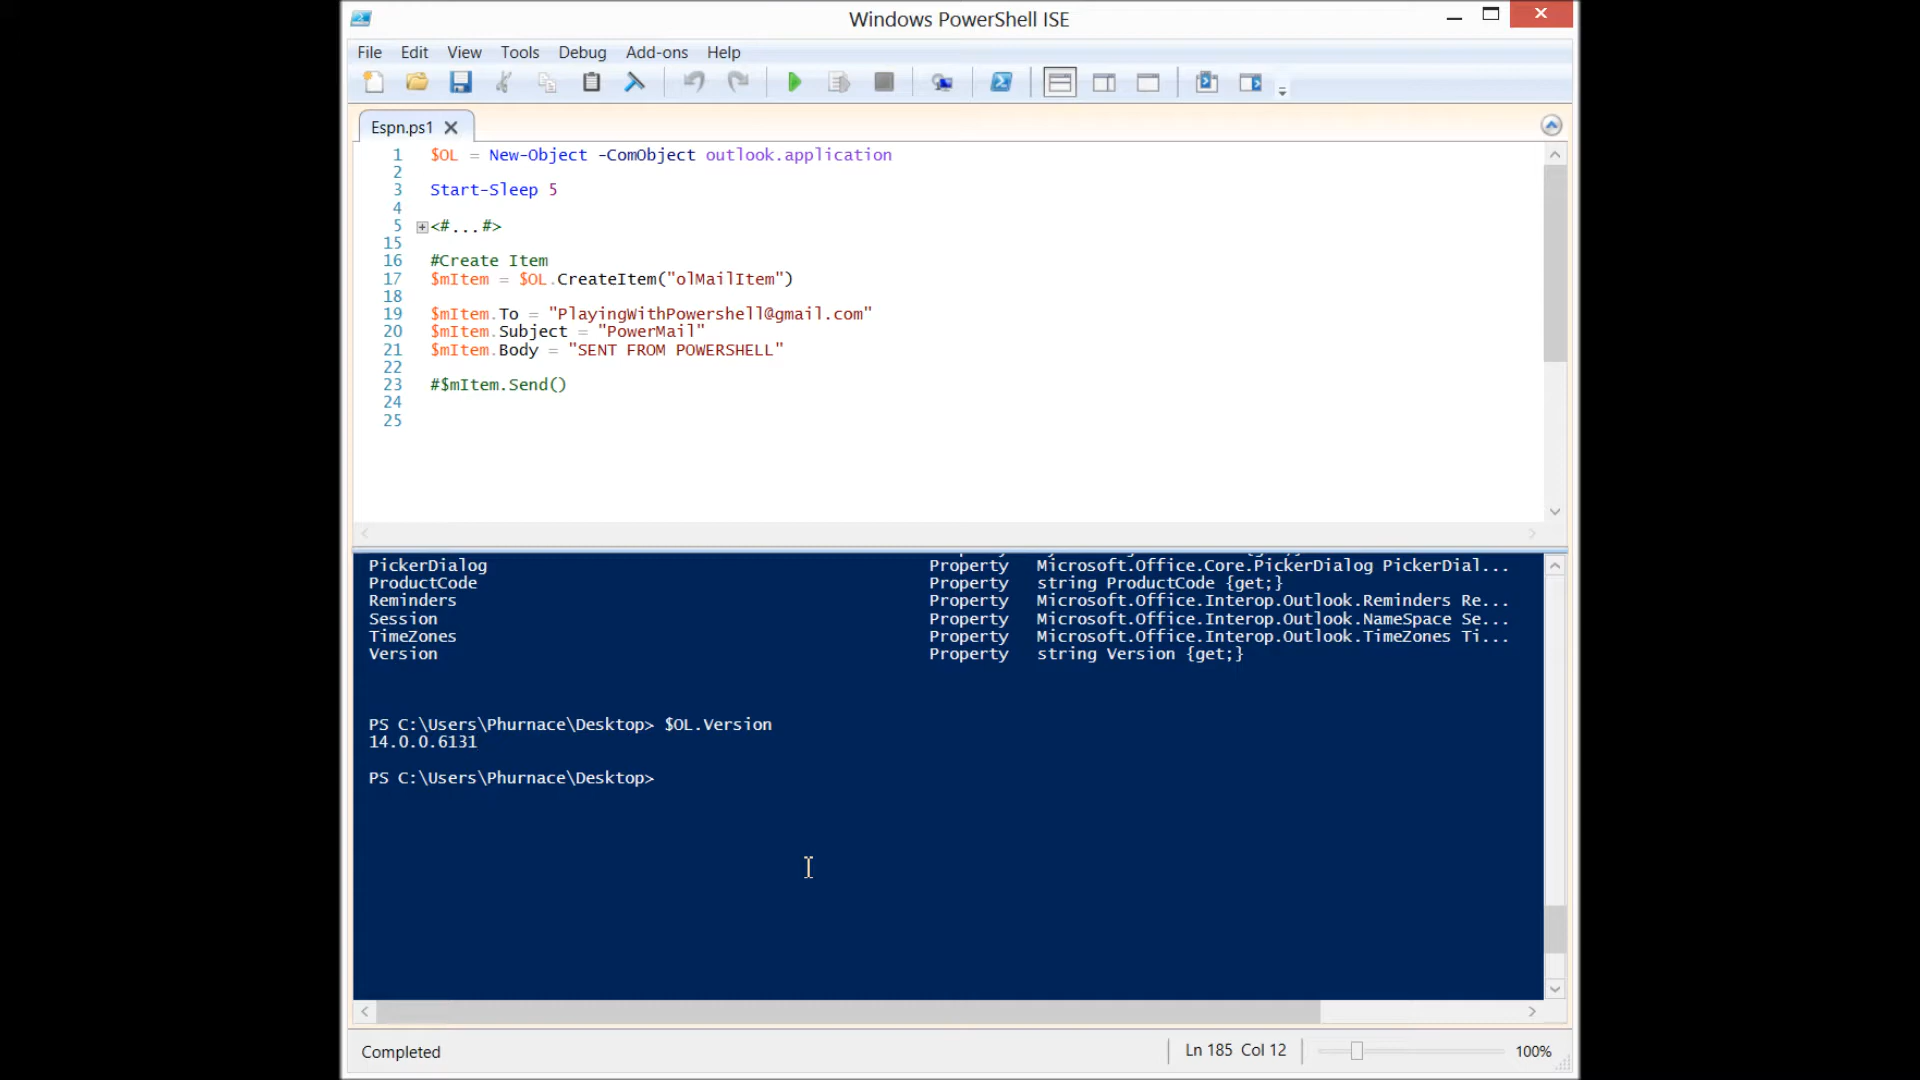 Windows PowerShell ISE
File Edit View Tools Debug Add-ons Help
Espn.ps1
1 $OL = New-Object -ComObject outlook.application
2
3 Start-Sleep 5
4
5 <#...#>
15
16 #Create Item
17 $mItem = $OL.CreateItem("olMailItem")
18
19 $mItem.To = "PlayingWithPowershell@gmail.com"
20 $mItem.Subject = "PowerMail"
21 $mItem.Body = "SENT FROM POWERSHELL"
22
23 #$mItem.Send()
24
25
PickerDialog Property Microsoft.Office.Core.PickerDialog PickerDial...
ProductCode Property string ProductCode {get;}
Reminders Property Microsoft.Office.Interop.Outlook.Reminders Re...
Session Property Microsoft.Office.Interop.Outlook.NameSpace Se...
TimeZones Property Microsoft.Office.Interop.Outlook.TimeZones Ti...
Version Property string Version {get;}
PS C:\Users\Phurnace\Desktop> $OL.Version
14.0.0.6131
PS C:\Users\Phurnace\Desktop>
Completed Ln 185 Col 12 100%